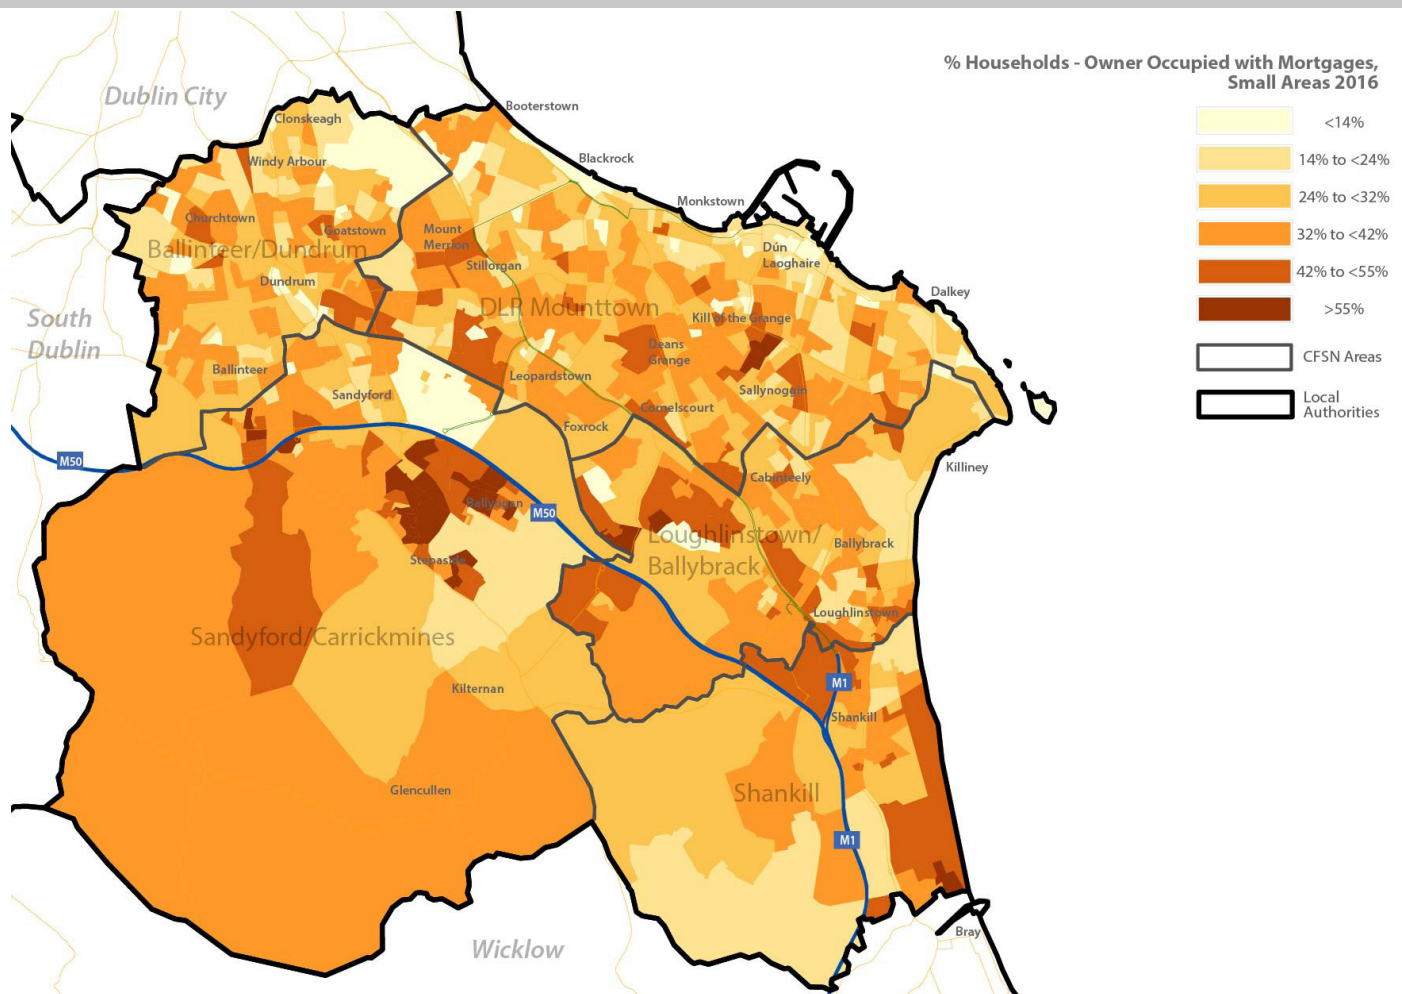 % Households - Owner Occupied with Mortgages,
Small Areas 2016
<14%
14% to <24%
24% to <32%
32% to <42%
42% to <55%
>55%
CFSN Areas
Local
Authorities
Dublin City
Booterstown
Clonskeagh
Windy Arbour
Blackrock
Monkstown
Churchtown
Goatstown
Mount
Merrion
Ballinteer/Dundrum
Dún
Laoghaire
Stillorgan
Dundrum
Dalkey
DLR Mounttown
Kill of the Grange
South
Dublin
Deans
Grange
Ballinteer
Leopardstown
Sandyford
Sallynoggin
Cornelscourt
Foxrock
M50
Killiney
Cabinteely
Ballyogan
M50
Loughlinstown/
Ballybrack
Ballybrack
Stepaside
Loughlinstown
Sandyford/Carrickmines
M1
Kilternan
Shankill
Glencullen
Shankill
M1
Bray
Wicklow